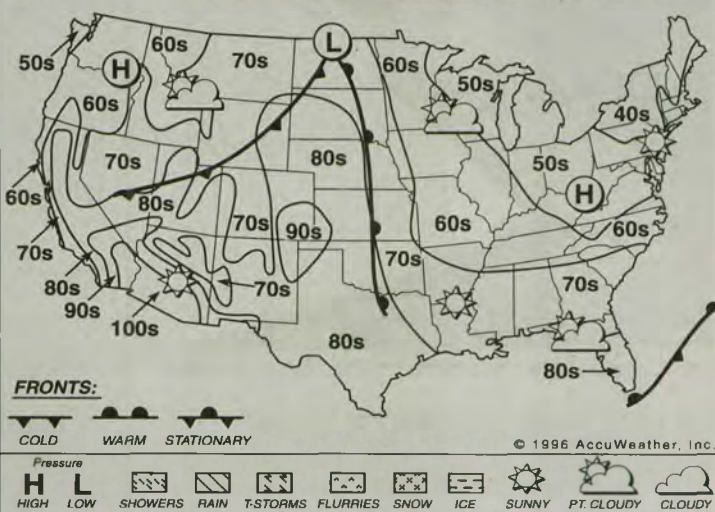 50s
60s
70s
L
60s
H
50s
60s
40s
70s
80s
50s
80s
H
60s
70s
90s
60s
60s
70s
70s
80s
70s
90s
100s
80s
80s
FRONTS:
COLD WARM STATIONARY
© 1996 AccuWeather, Inc.
Pressure
H L
HIGH LOW SHOWERS RAIN T-STORMS FLURRIES SNOW ICE SUNNY PT. CLOUDY CLOUDY